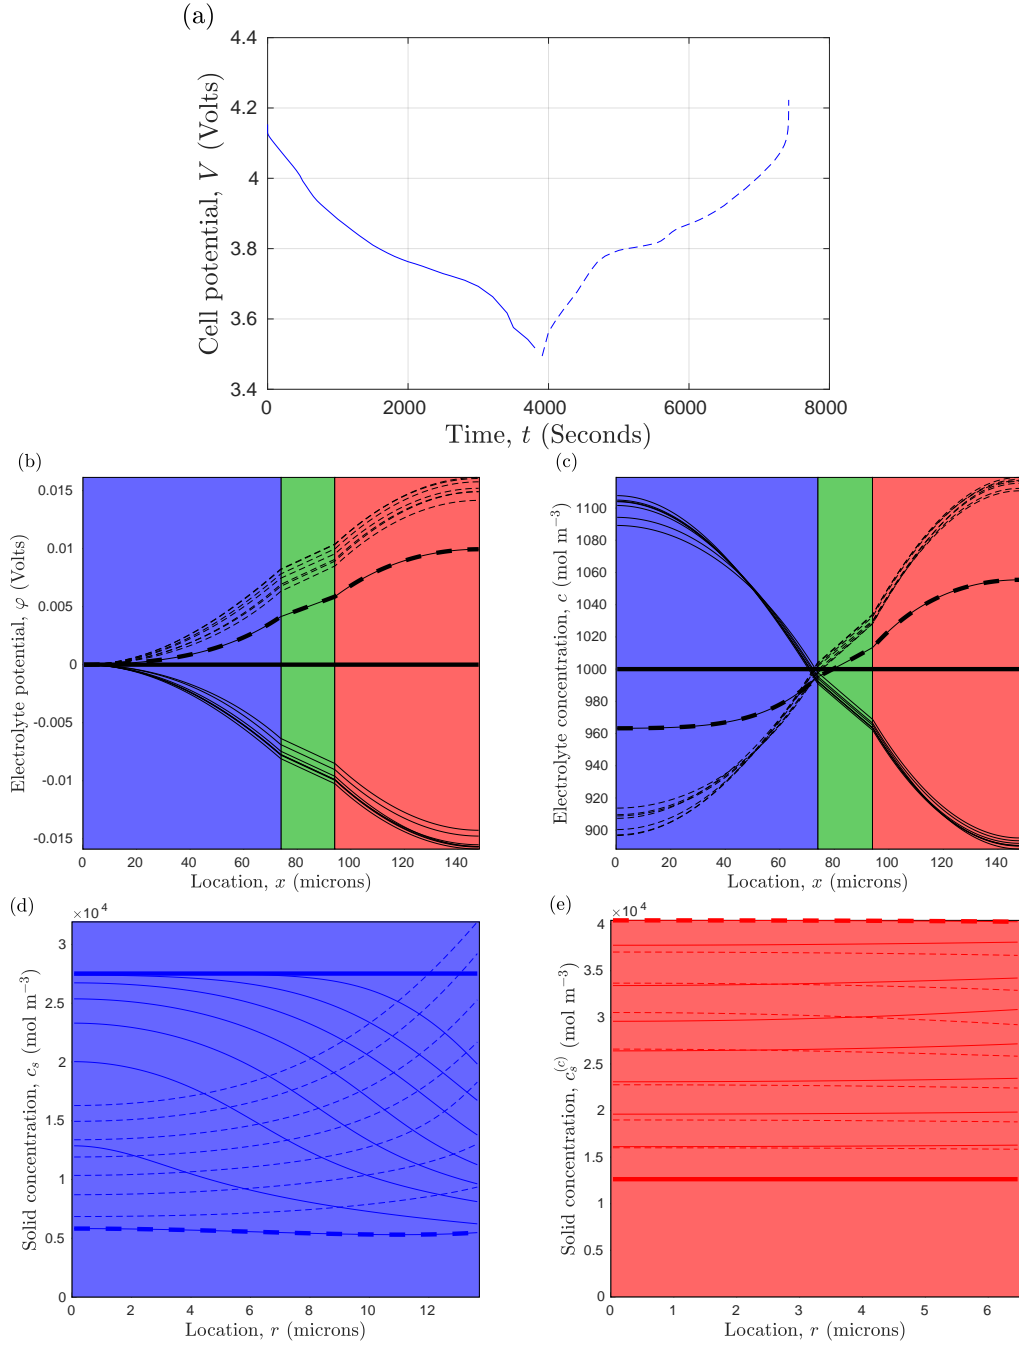 (a)
4.4
4.2
4
3.8
3.6
3.4
Cell potential, V (Volts)
0 2000 4000 6000 8000
Time, t (Seconds)
(b)
0.015
0.01
0.005
0
-0.005
-0.01
-0.015
Electrolyte potential, φ (Volts)
0 20 40 60 80 100 120 140
Location, x (microns)
(c)
1100
1080
1060
1040
1020
1000
980
960
940
920
900
Electrolyte concentration, c (mol m⁻³)
0 20 40 60 80 100 120 140
Location, x (microns)
(d)
×10⁴
3
2.5
2
1.5
1
0.5
0
Solid concentration, cₛ (mol m⁻³)
0 2 4 6 8 10 12
Location, r (microns)
(e)
×10⁴
4
3.5
3
2.5
2
1.5
1
0.5
0
Solid concentration, cₛ⁽ᶜ⁾ (mol m⁻³)
0 1 2 3 4 5 6
Location, r (microns)